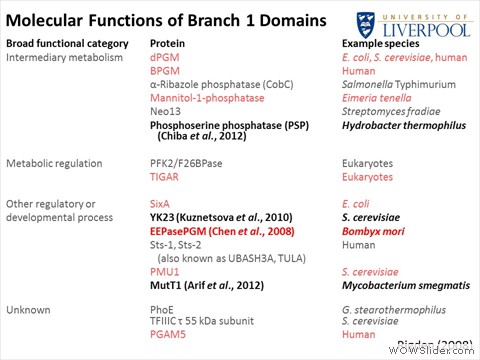 Molecular Functions of Branch 1 Domains
UNIVERSITY OF
LIVERPOOL
Broad functional category Protein Example species
Intermediary metabolism dPGM E. coli, S. cerevisiae, human
BPGM Human
α-Ribazole phosphatase (CobC) Salmonella Typhimurium
Mannitol-1-phosphatase Eimeria tenella
Neo13 Streptomyces fradiae
Phosphoserine phosphatase (PSP) Hydrobacter thermophilus
(Chiba et al., 2012)
Metabolic regulation PFK2/F26BPase Eukaryotes
TIGAR Eukaryotes
Other regulatory or SixA E. coli
developmental process YK23 (Kuznetsova et al., 2010) S. cerevisiae
EEPasePGM (Chen et al., 2008) Bombyx mori
Sts-1, Sts-2 Human
(also known as UBASH3A, TULA)
PMU1 S. cerevisiae
MutT1 (Arif et al., 2012) Mycobacterium smegmatis
Unknown PhoE G. stearothermophilus
TFIIIC τ 55 kDa subunit S. cerevisiae
PGAM5 Human
Rigden (2008)
WOWSlider.com